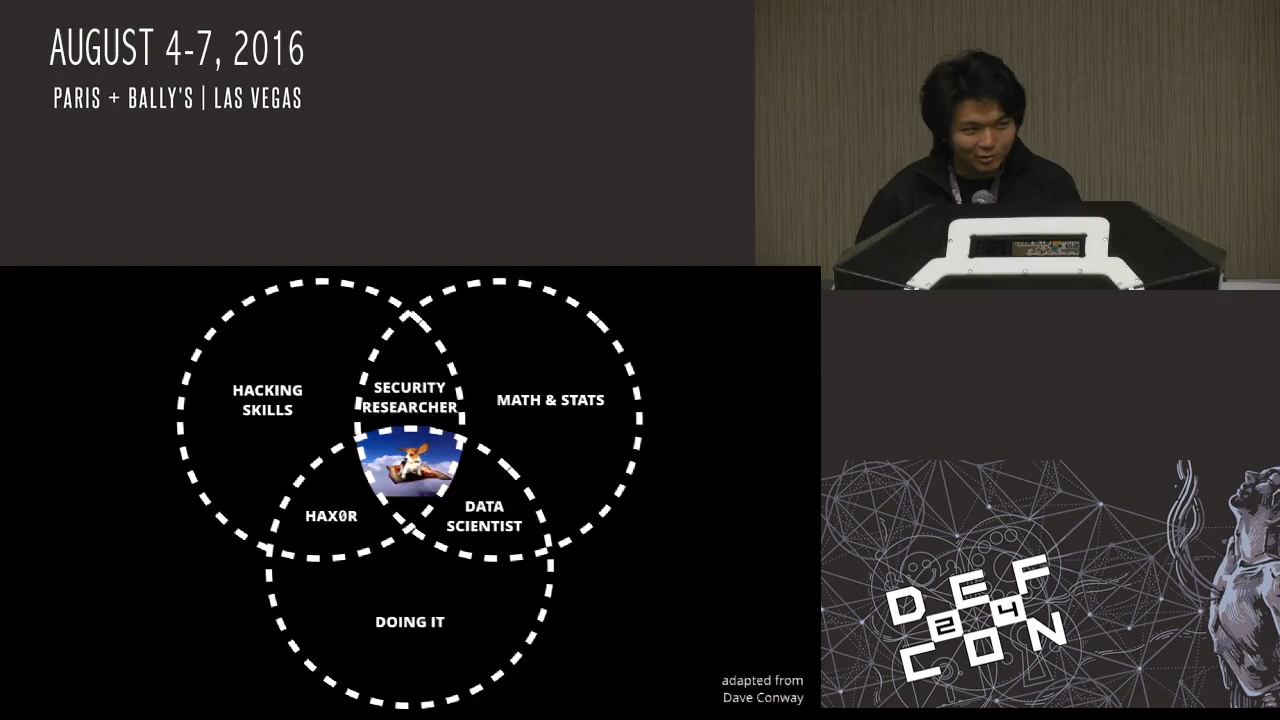 AUGUST 4-7, 2016
PARIS + BALLY'S | LAS VEGAS
HACKING
SKILLS
SECURITY
RESEARCHER
MATH & STATS
HAX0R
DATA
SCIENTIST
DOING IT
adapted from
Dave Conway
DEF
24
CON